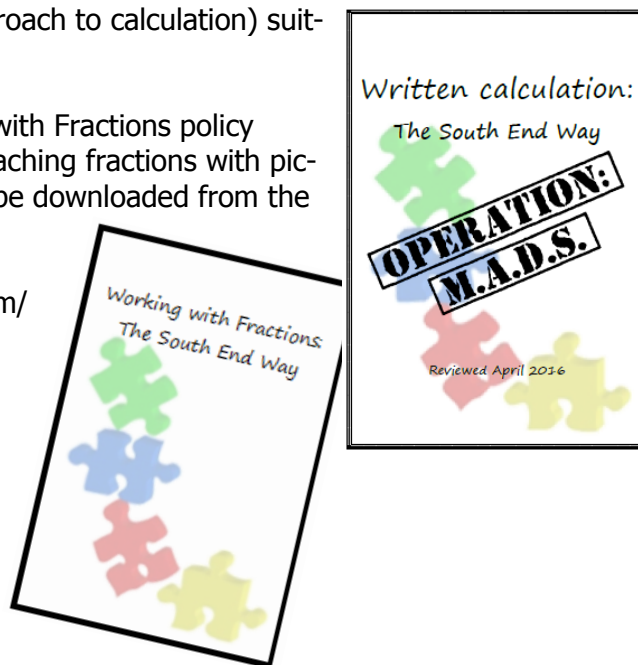 roach to calculation) suit-
with Fractions policy
aching fractions with pic-
be downloaded from the
m/
Written calculation:
The South End Way
OPERATION:
M.A.D.S.
Reviewed April 2016
Working with Fractions:
The South End Way